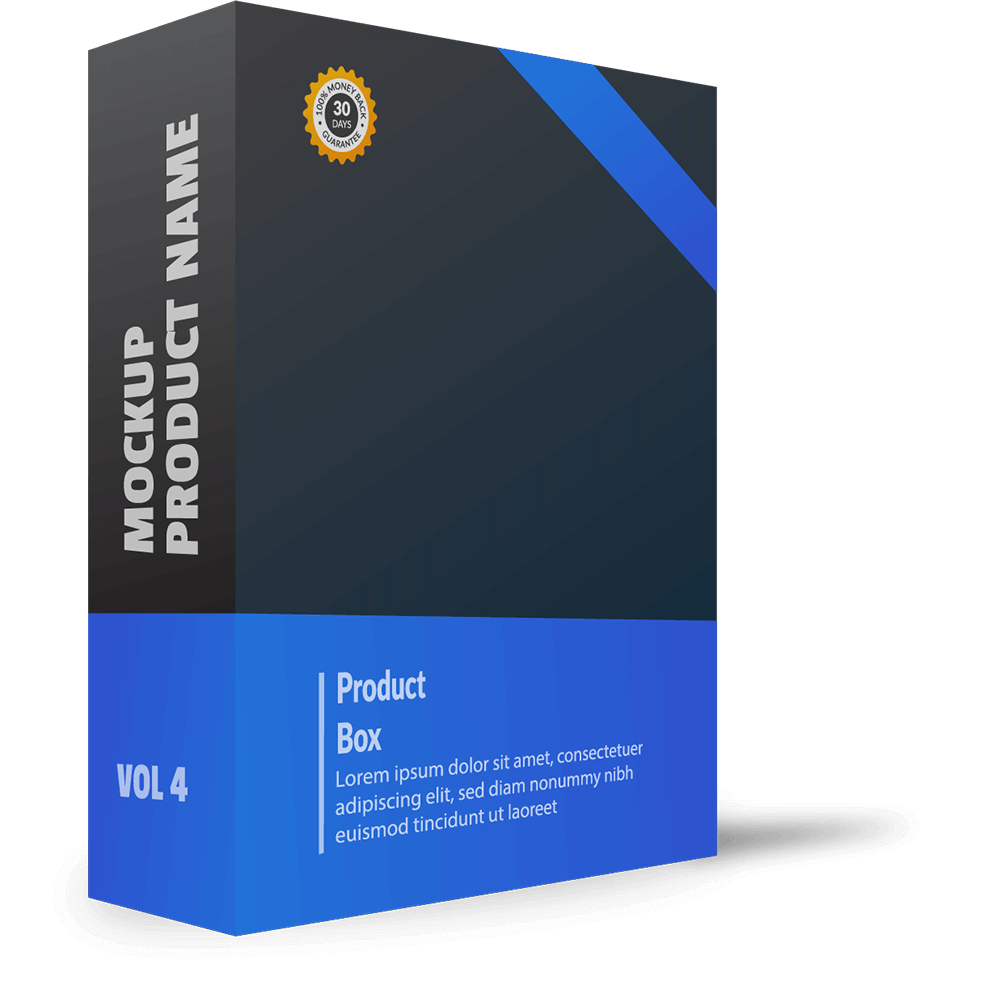 MOCKUP
PRODUCT NAME
VOL 4
100% MONEY BACK
30
DAYS
GUARANTEE
Product
Box
Lorem ipsum dolor sit amet, consectetuer
adipiscing elit, sed diam nonummy nibh
euismod tincidunt ut laoreet